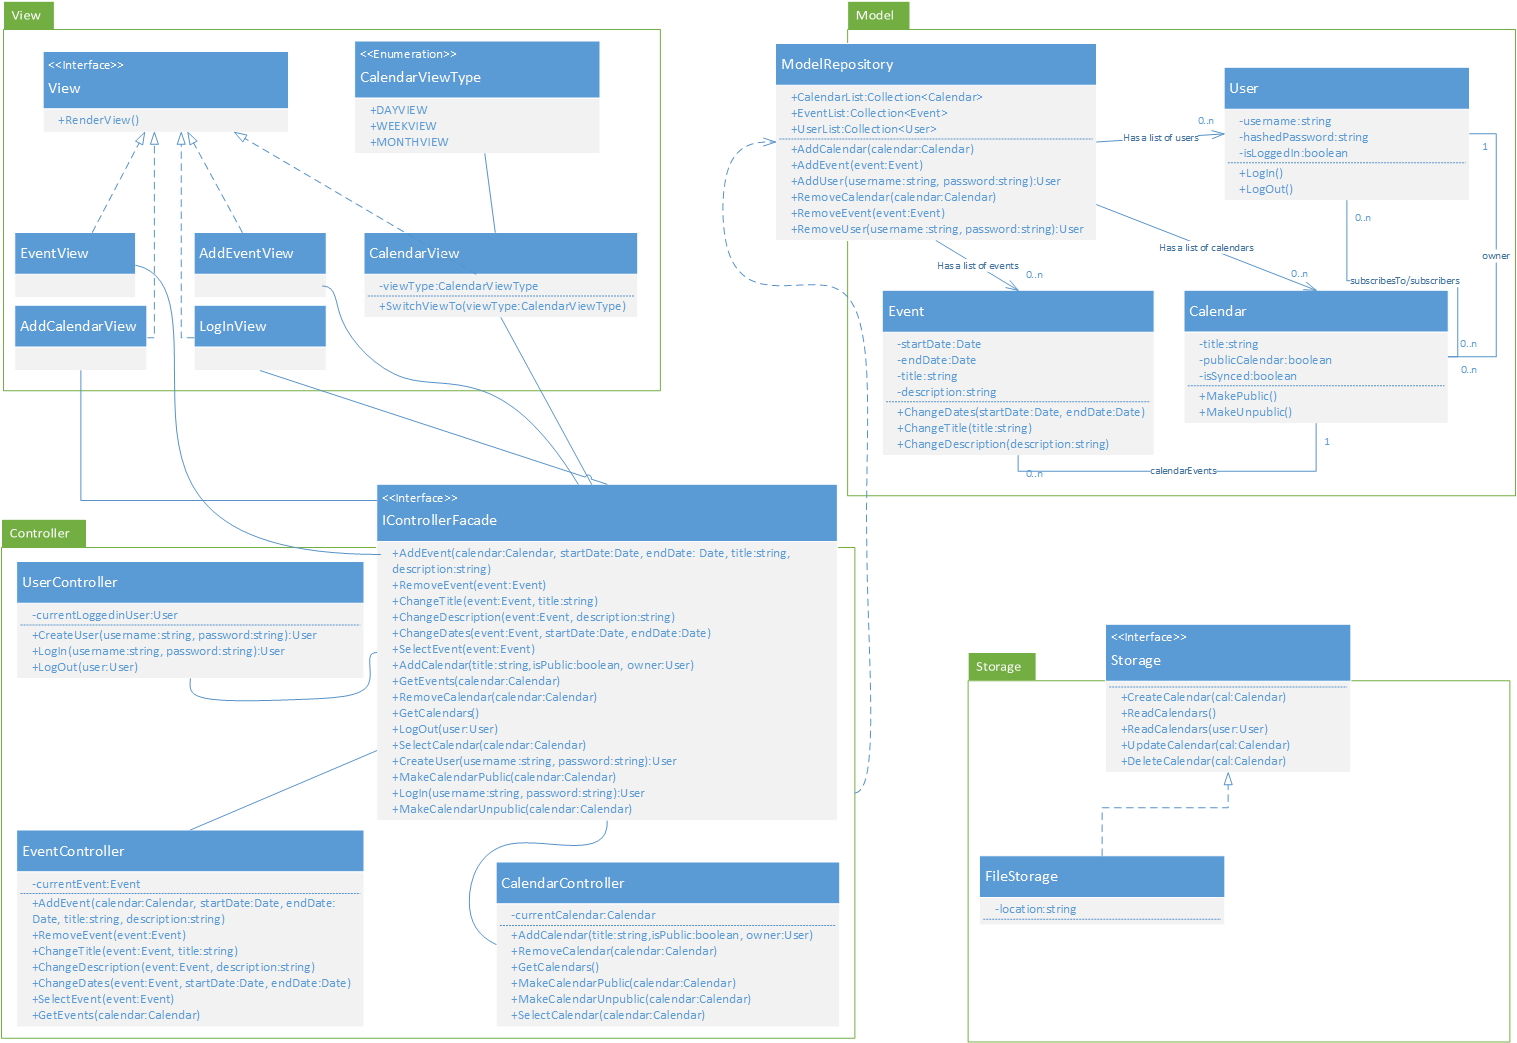 View
<<Interface>>
View
+RenderView()
<<Enumeration>>
CalendarViewType
+DAYVIEW
+WEEKVIEW
+MONTHVIEW
EventView
AddEventView
CalendarView
-viewType:CalendarViewType
+SwitchViewTo(viewType:CalendarViewType)
AddCalendarView
LogInView
Model
ModelRepository
+CalendarList:Collection<Calendar>
+EventList:Collection<Event>
+UserList:Collection<User>
+AddCalendar(calendar:Calendar)
+AddEvent(event:Event)
+AddUser(username:string, password:string):User
+RemoveCalendar(calendar:Calendar)
+RemoveEvent(event:Event)
+RemoveUser(username:string, password:string):User
Has a list of users
0..n
User
-username:string
-hashedPassword:string
-isLoggedIn:boolean
+LogIn()
+LogOut()
1
0..n
owner
Has a list of calendars
0..n
Has a list of events
0..n
subscribesTo/subscribers
Event
-startDate:Date
-endDate:Date
-title:string
-description:string
+ChangeDates(startDate:Date, endDate:Date)
+ChangeTitle(title:string)
+ChangeDescription(description:string)
Calendar
-title:string
-publicCalendar:boolean
-isSynced:boolean
+MakePublic()
+MakeUnpublic()
0..n
0..n
1
calendarEvents
0..n
Controller
<<Interface>>
IControllerFacade
+AddEvent(calendar:Calendar, startDate:Date, endDate: Date, title:string,
description:string)
+RemoveEvent(event:Event)
+ChangeTitle(event:Event, title:string)
+ChangeDescription(event:Event, description:string)
+ChangeDates(event:Event, startDate:Date, endDate:Date)
+SelectEvent(event:Event)
+AddCalendar(title:string,isPublic:boolean, owner:User)
+GetEvents(calendar:Calendar)
+RemoveCalendar(calendar:Calendar)
+GetCalendars()
+LogOut(user:User)
+SelectCalendar(calendar:Calendar)
+CreateUser(username:string, password:string):User
+MakeCalendarPublic(calendar:Calendar)
+LogIn(username:string, password:string):User
+MakeCalendarUnpublic(calendar:Calendar)
UserController
-currentLoggedinUser:User
+CreateUser(username:string, password:string):User
+LogIn(username:string, password:string):User
+LogOut(user:User)
EventController
-currentEvent:Event
+AddEvent(calendar:Calendar, startDate:Date, endDate:
Date, title:string, description:string)
+RemoveEvent(event:Event)
+ChangeTitle(event:Event, title:string)
+ChangeDescription(event:Event, description:string)
+ChangeDates(event:Event, startDate:Date, endDate:Date)
+SelectEvent(event:Event)
+GetEvents(calendar:Calendar)
CalendarController
-currentCalendar:Calendar
+AddCalendar(title:string,isPublic:boolean, owner:User)
+RemoveCalendar(calendar:Calendar)
+GetCalendars()
+MakeCalendarPublic(calendar:Calendar)
+MakeCalendarUnpublic(calendar:Calendar)
+SelectCalendar(calendar:Calendar)
Storage
<<Interface>>
Storage
+CreateCalendar(cal:Calendar)
+ReadCalendars()
+ReadCalendars(user:User)
+UpdateCalendar(cal:Calendar)
+DeleteCalendar(cal:Calendar)
FileStorage
-location:string